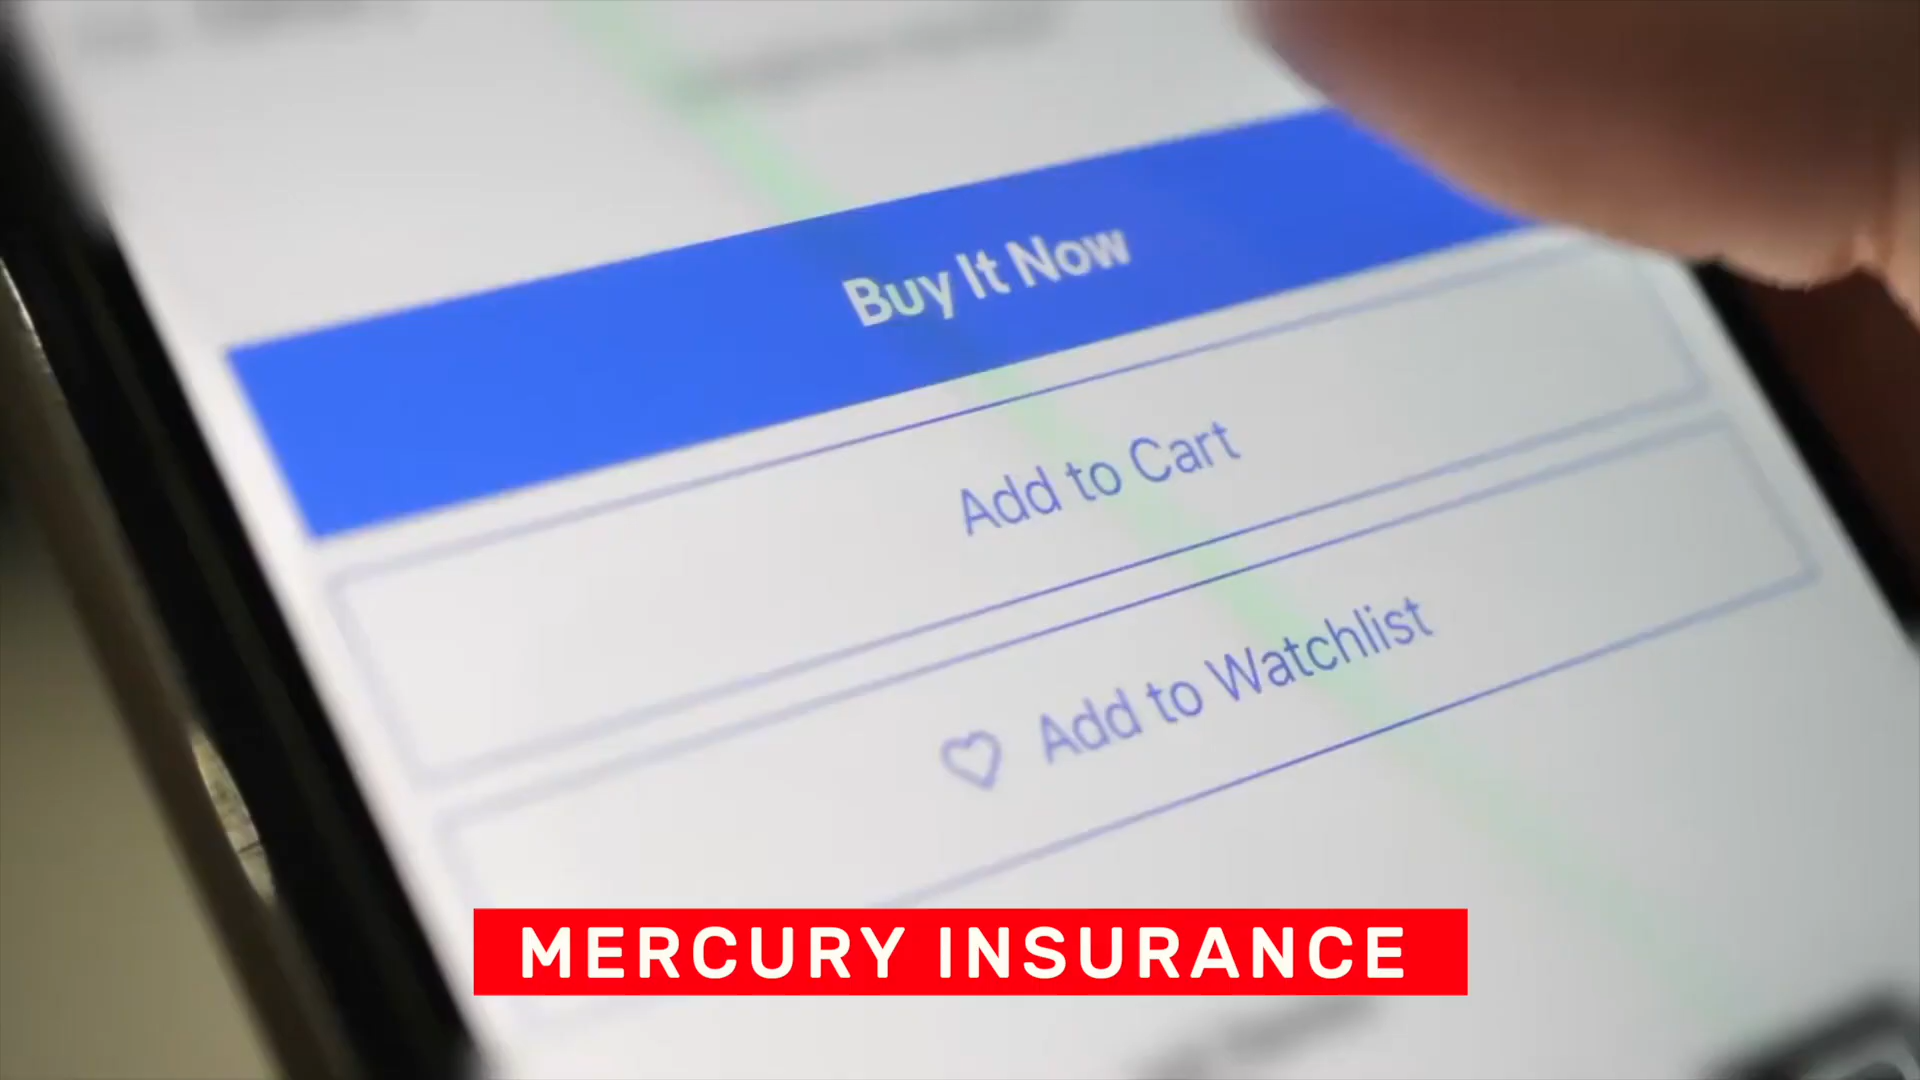 Buy It Now
Add to Cart
Add to Watchlist
MERCURY INSURANCE